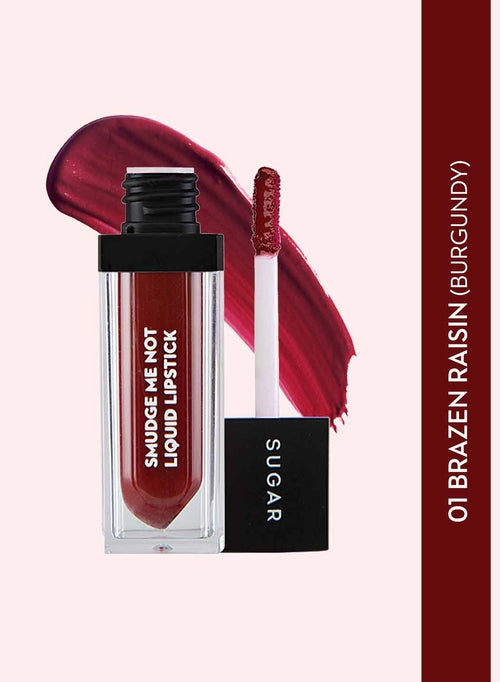 SMUDGE ME NOT
LIQUID LIPSTICK
SUGAR
01 BRAZEN RAISIN (BURGUNDY)